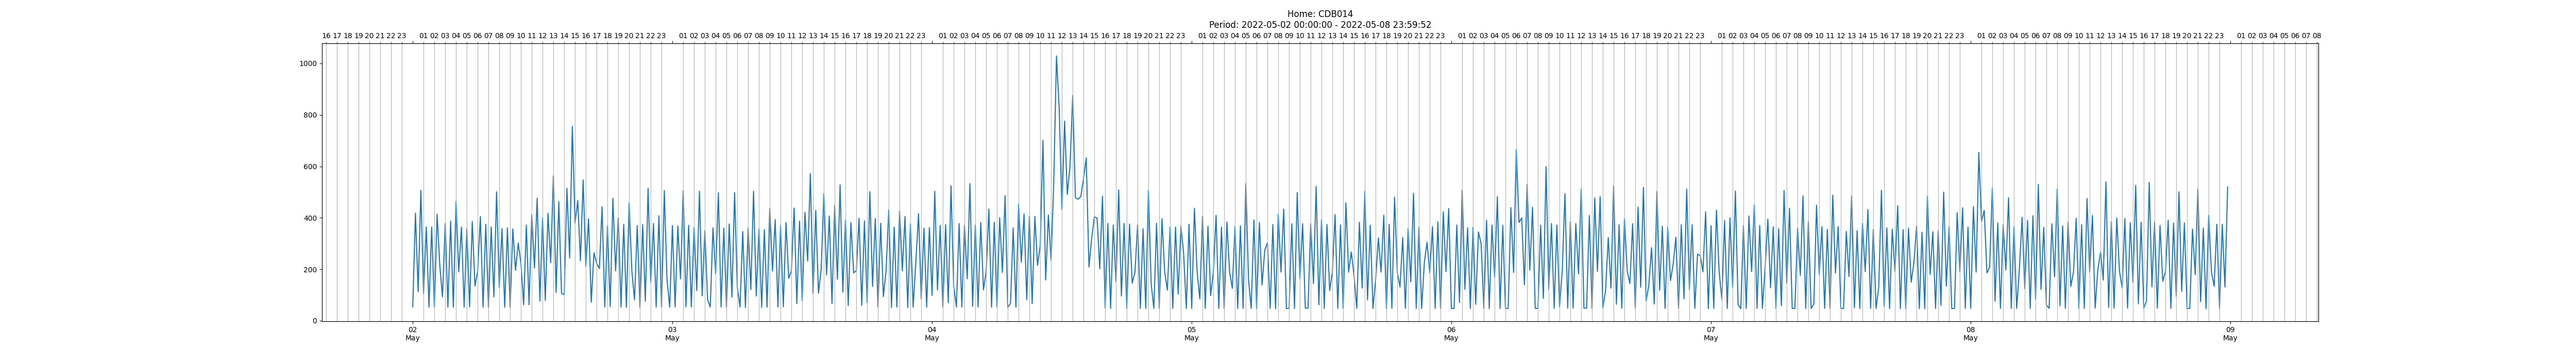 Home: CDB014
Period: 2022-05-02 00:00:00 - 2022-05-08 23:59:52
16 17 18 19 20 21 22 23 01 02 03 04 05 06 07 08 09 10 11 12 13 14 15 16 17 18 19 20 21 22 23 01 02 03 04 05 06 07 08 09 10 11 12 13 14 15 16 17 18 19 20 21 22 23 01 02 03 04 05 06 07 08 09 10 11 12 13 14 15 16 17 18 19 20 21 22 23 01 02 03 04 05 06 07 08 09 10 11 12 13 14 15 16 17 18 19 20 21 22 23 01 02 03 04 05 06 07 08 09 10 11 12 13 14 15 16 17 18 19 20 21 22 23 01 02 03 04 05 06 07 08 09 10 11 12 13 14 15 16 17 18 19 20 21 22 23 01 02 03 04 05 06 07 08 09 10 11 12 13 14 15 16 17 18 19 20 21 22 23 01 02 03 04 05 06 07 08
1000
800
600
400
200
0
02 03 04 05 06 07 08 09
May May May May May May May May